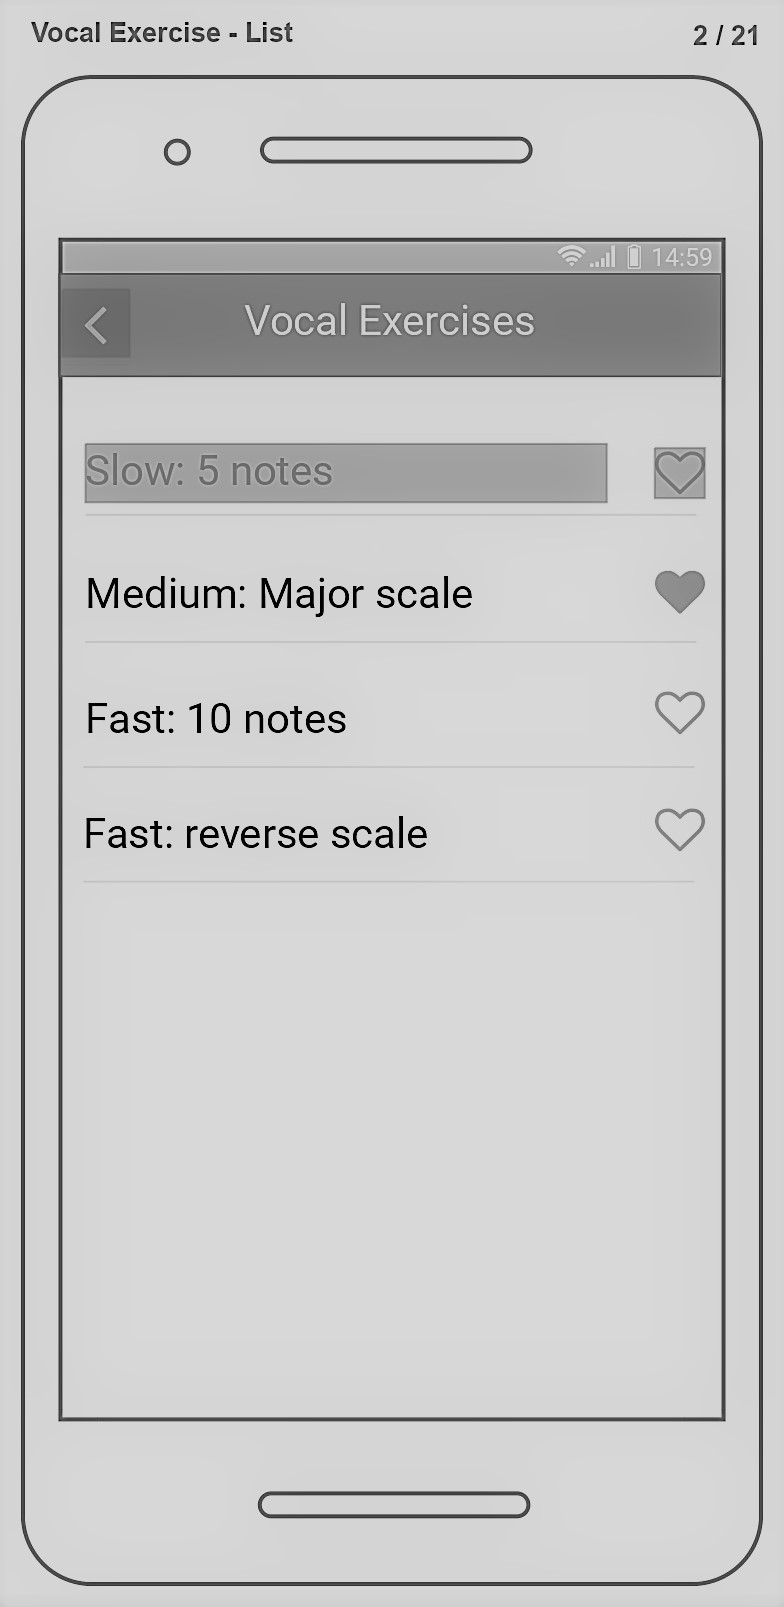 Vocal Exercise - List
2 / 21
14:59
Vocal Exercises
Slow: 5 notes
Medium: Major scale
Fast: 10 notes
Fast: reverse scale